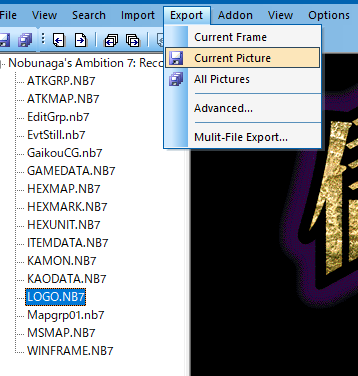 File View Search Import Export Addon View Options
Current Frame
Current Picture
All Pictures
Advanced...
Mulit-File Export...
Nobunaga's Ambition 7: Reco
ATKGRP.NB7
ATKMAP.NB7
EditGrp.nb7
EvtStill.nb7
GaikouCG.nb7
GAMEDATA.NB7
HEXMAP.NB7
HEXMARK.NB7
HEXUNIT.NB7
ITEMDATA.NB7
KAMON.NB7
KAODATA.NB7
LOGO.NB7
Mapgrp01.nb7
MSMAP.NB7
WINFRAME.NB7